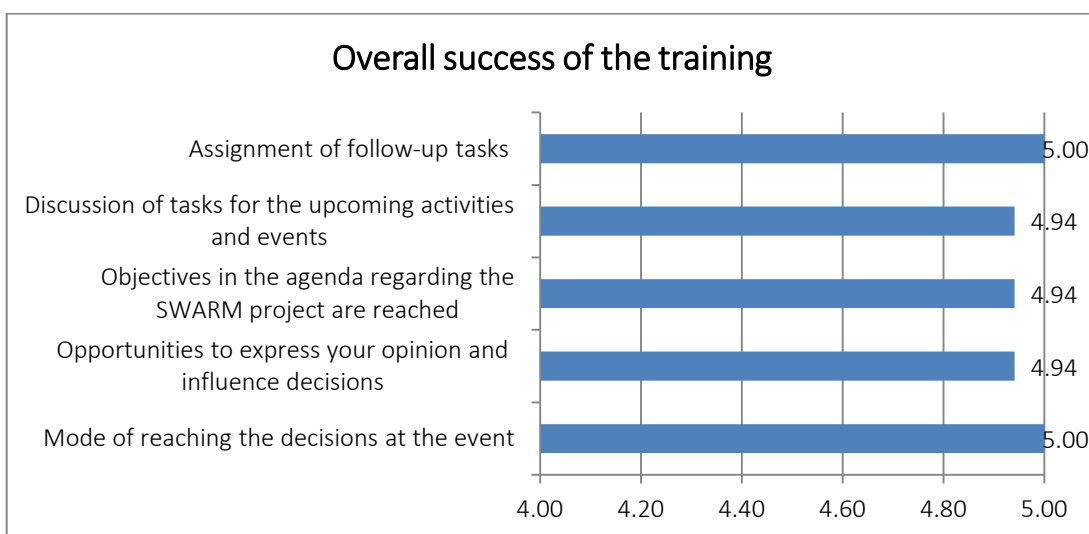 Overall success of the training
Assignment of follow-up tasks
5.00
Discussion of tasks for the upcoming activities
and events
4.94
Objectives in the agenda regarding the
SWARM project are reached
4.94
Opportunities to express your opinion and
influence decisions
4.94
Mode of reaching the decisions at the event
5.00
4.00 4.20 4.40 4.60 4.80 5.00